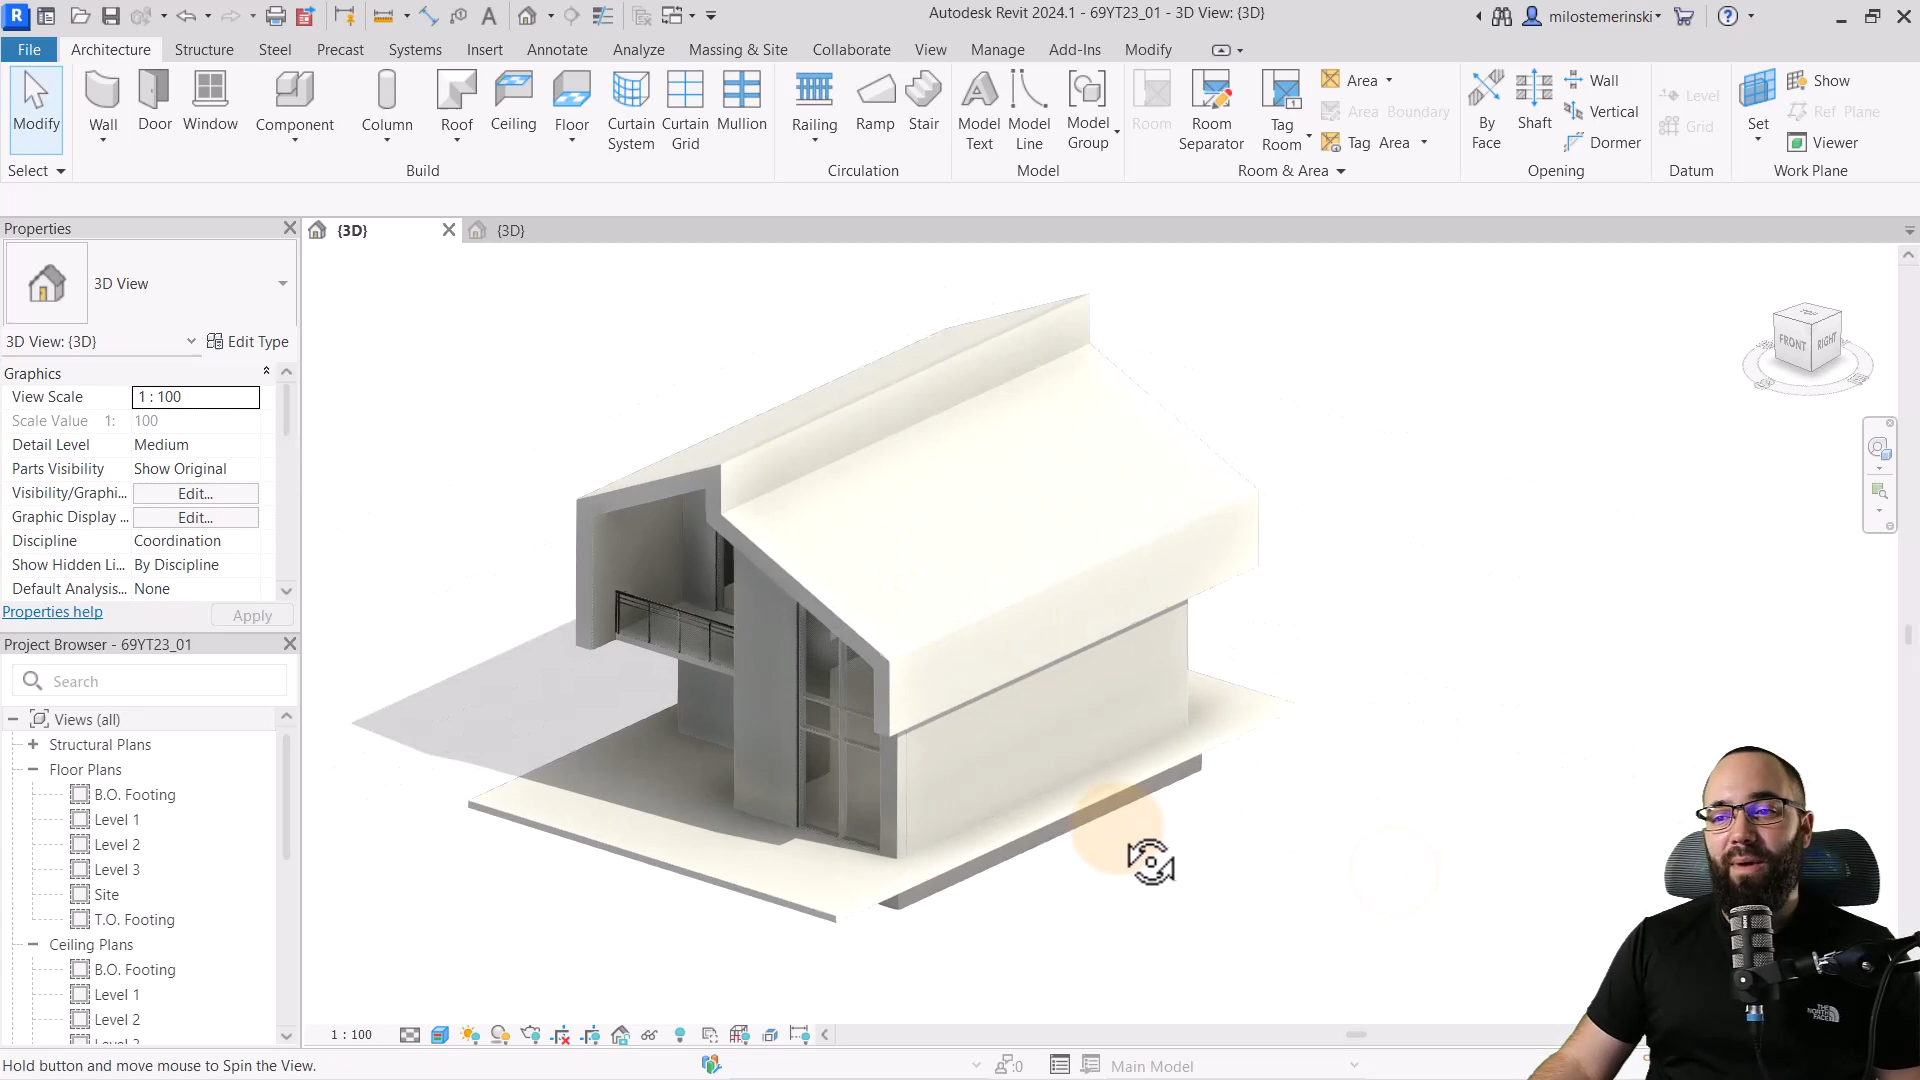 Autodesk Revit 2024.1 - 69YT23_01 - 3D View: {3D}
milostemerinski
File
Architecture
Structure
Steel
Precast
Systems
Insert
Annotate
Analyze
Massing & Site
Collaborate
View
Manage
Add-Ins
Modify
Modify
Wall
Door
Window
Component
Column
Roof
Ceiling
Floor
Curtain System
Curtain Grid
Mullion
Railing
Ramp
Stair
Model Text
Model Line
Model Group
Room
Room Separator
Tag Room
Area
Area Boundary
Tag Area
By Face
Shaft
Wall
Vertical
Dormer
Level
Grid
Set
Show
Ref Plane
Viewer
Select
Build
Circulation
Model
Room & Area
Opening
Datum
Work Plane
Properties
{3D}
{3D}
3D View
3D View: {3D}
Edit Type
Graphics
View Scale 1 : 100
Scale Value 1: 100
Detail Level Medium
Parts Visibility Show Original
Visibility/Graphi... Edit...
Graphic Display ... Edit...
Discipline Coordination
Show Hidden Li... By Discipline
Default Analysis... None
Properties help
Apply
Project Browser - 69YT23_01
Search
Views (all)
Structural Plans
Floor Plans
B.O. Footing
Level 1
Level 2
Level 3
Site
T.O. Footing
Ceiling Plans
B.O. Footing
Level 1
Level 2
TOP
FRONT
RIGHT
THE NORTH FACE
1 : 100
Hold button and move mouse to Spin the View.
:0
Main Model